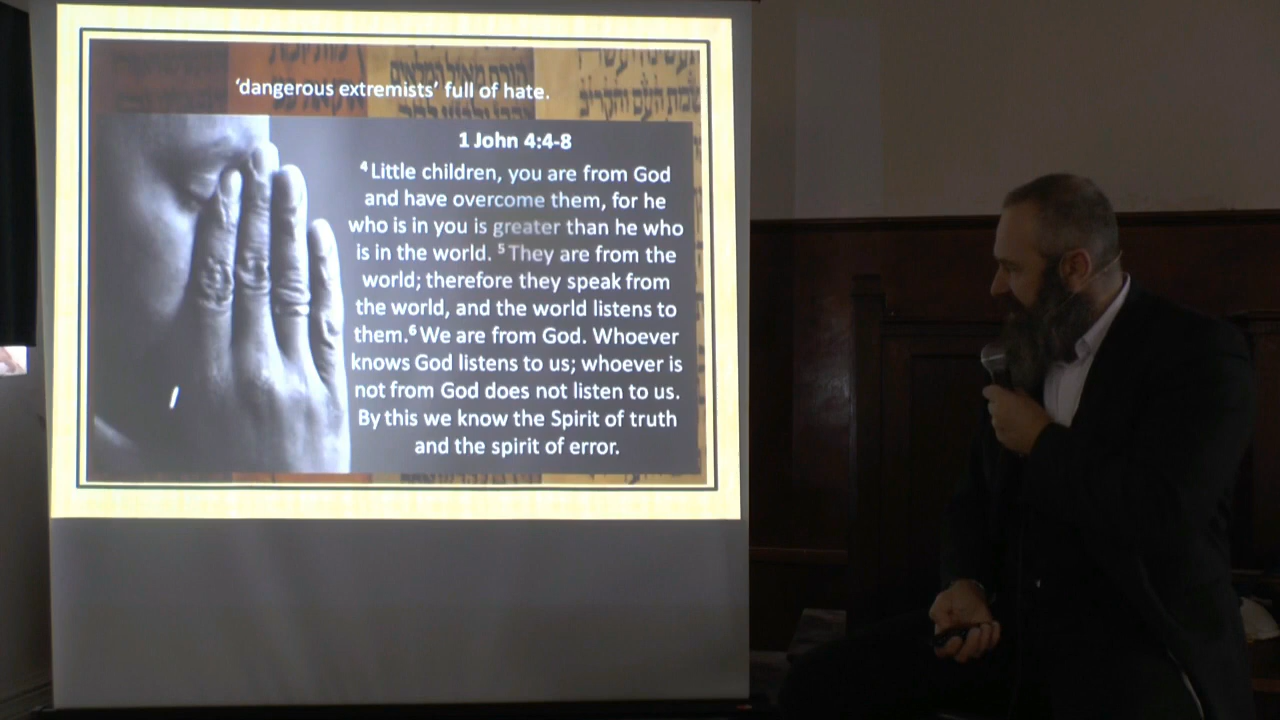 ‘dangerous extremists’ full of hate.
1 John 4:4-8
⁴ Little children, you are from God
and have overcome them, for he
who is in you is greater than he who
is in the world. ⁵ They are from the
world; therefore they speak from
the world, and the world listens to
them. ⁶ We are from God. Whoever
knows God listens to us; whoever is
not from God does not listen to us.
By this we know the Spirit of truth
and the spirit of error.